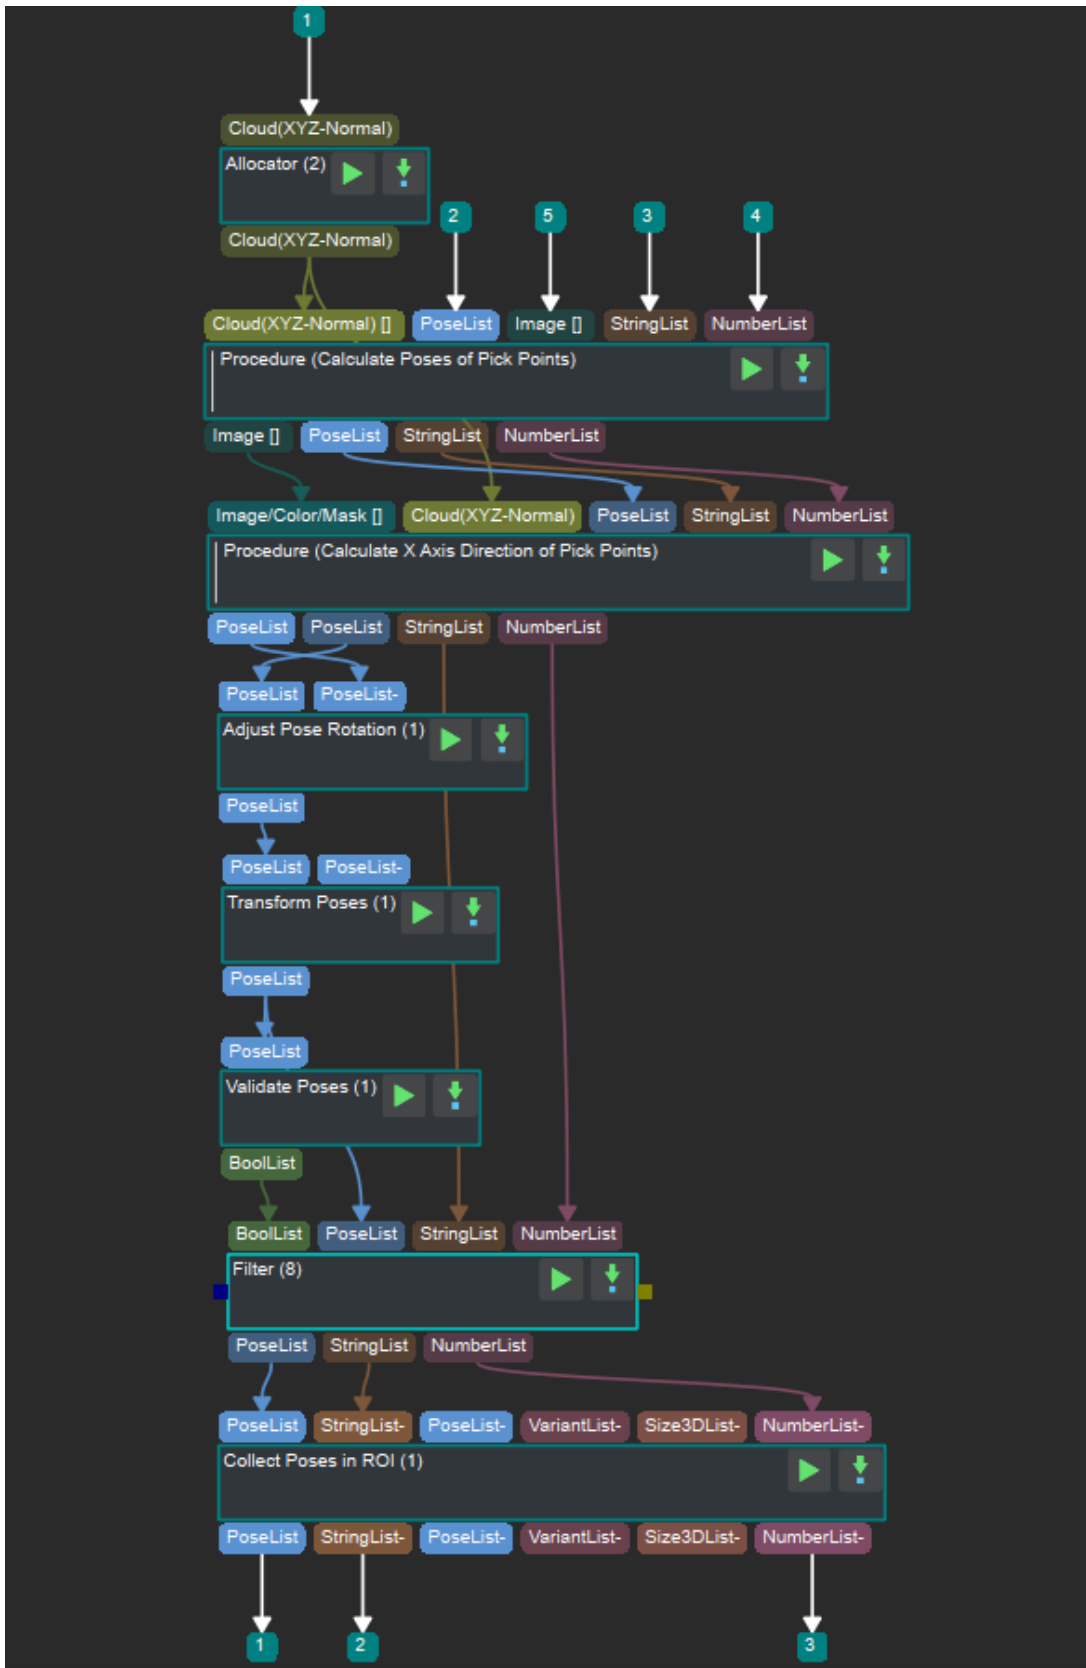 1
Cloud(XYZ-Normal)
Allocator (2)
Cloud(XYZ-Normal)
2 5 3 4
Cloud(XYZ-Normal) [] PoseList Image [] StringList NumberList
Procedure (Calculate Poses of Pick Points)
Image [] PoseList StringList NumberList
Image/Color/Mask [] Cloud(XYZ-Normal) PoseList StringList NumberList
Procedure (Calculate X Axis Direction of Pick Points)
PoseList PoseList StringList NumberList
PoseList PoseList-
Adjust Pose Rotation (1)
PoseList
PoseList PoseList-
Transform Poses (1)
PoseList
PoseList
Validate Poses (1)
BoolList
BoolList PoseList StringList NumberList
Filter (8)
PoseList StringList NumberList
PoseList StringList- PoseList- VariantList- Size3DList- NumberList-
Collect Poses in ROI (1)
PoseList StringList- PoseList- VariantList- Size3DList- NumberList-
1 2 3